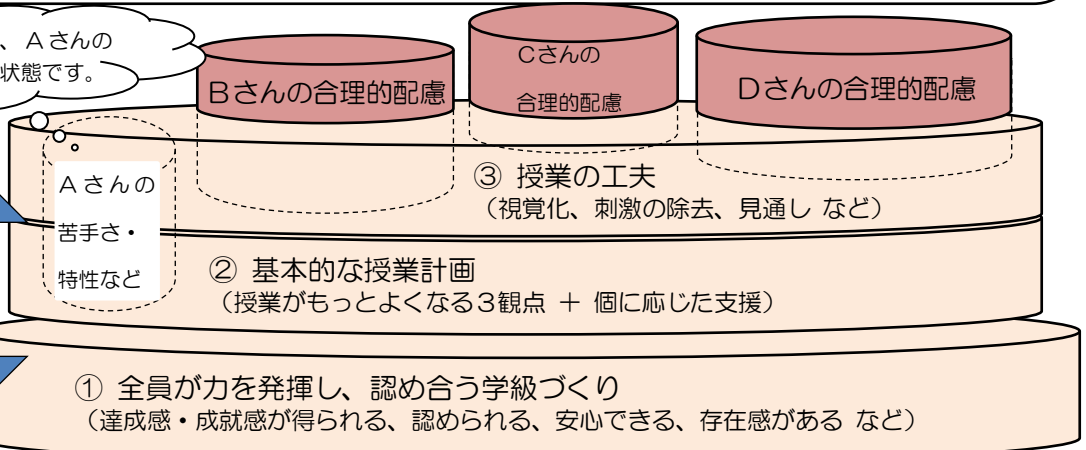 、Aさんの
状態です。
Bさんの合理的配慮
Cさんの
合理的配慮
Dさんの合理的配慮
Aさんの
苦手さ・
特性など
③ 授業の工夫
（視覚化、刺激の除去、見通し など）
② 基本的な授業計画
（授業がもっとよくなる３観点 ＋ 個に応じた支援）
① 全員が力を発揮し、認め合う学級づくり
（達成感・成就感が得られる、認められる、安心できる、存在感がある など）